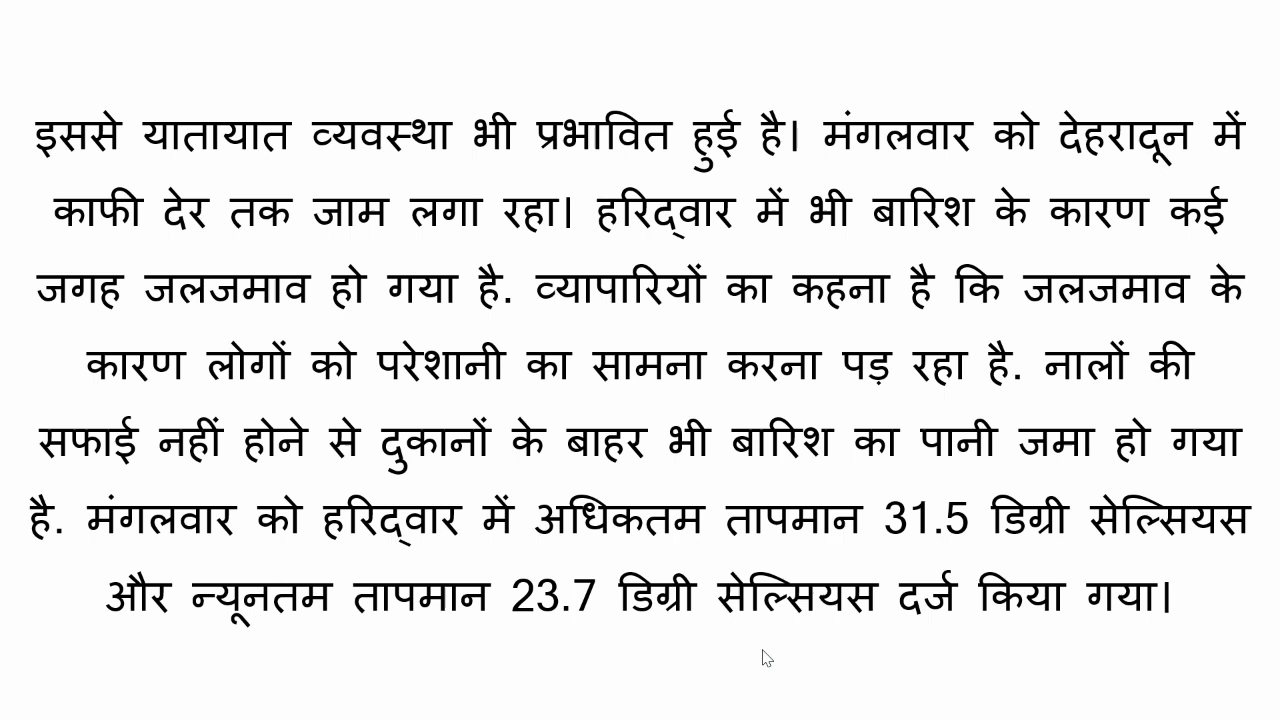 इससे यातायात व्यवस्था भी प्रभावित हुई है। मंगलवार को देहरादून में
काफी देर तक जाम लगा रहा। हरिद्वार में भी बारिश के कारण कई
जगह जलजमाव हो गया है. व्यापारियों का कहना है कि जलजमाव के
कारण लोगों को परेशानी का सामना करना पड़ रहा है. नालों की
सफाई नहीं होने से दुकानों के बाहर भी बारिश का पानी जमा हो गया
है. मंगलवार को हरिद्वार में अधिकतम तापमान 31.5 डिग्री सेल्सियस
और न्यूनतम तापमान 23.7 डिग्री सेल्सियस दर्ज किया गया।